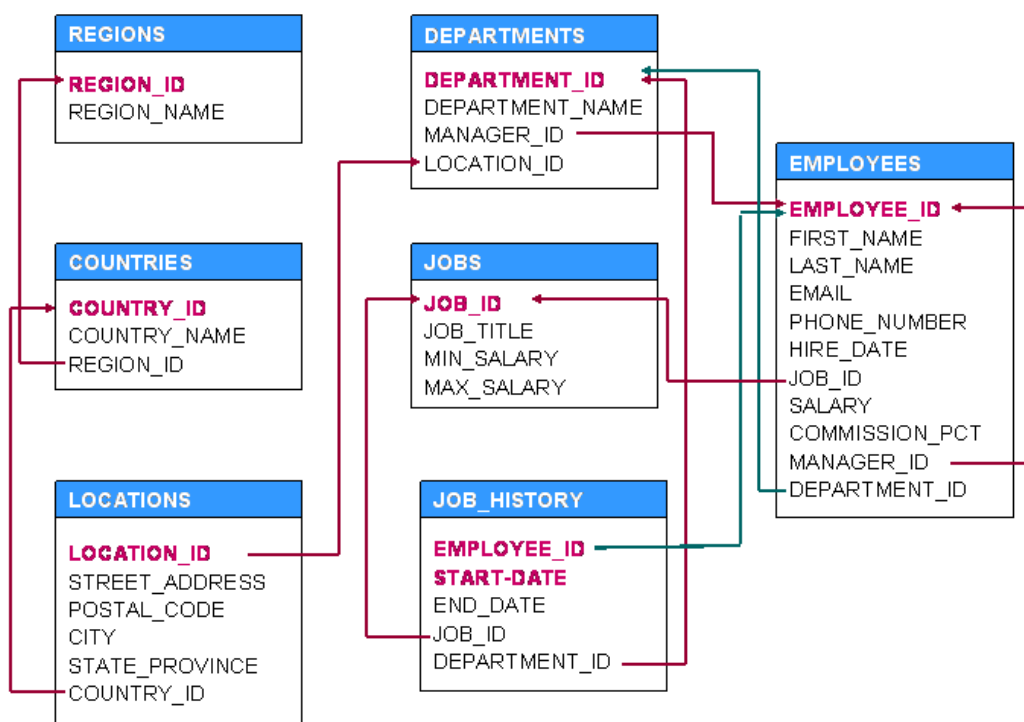 REGIONS
REGION_ID
REGION_NAME
DEPARTMENTS
DEPARTMENT_ID
DEPARTMENT_NAME
MANAGER_ID
LOCATION_ID
EMPLOYEES
EMPLOYEE_ID
FIRST_NAME
LAST_NAME
EMAIL
PHONE_NUMBER
HIRE_DATE
JOB_ID
SALARY
COMMISSION_PCT
MANAGER_ID
DEPARTMENT_ID
COUNTRIES
COUNTRY_ID
COUNTRY_NAME
REGION_ID
JOBS
JOB_ID
JOB_TITLE
MIN_SALARY
MAX_SALARY
LOCATIONS
LOCATION_ID
STREET_ADDRESS
POSTAL_CODE
CITY
STATE_PROVINCE
COUNTRY_ID
JOB_HISTORY
EMPLOYEE_ID
START-DATE
END_DATE
JOB_ID
DEPARTMENT_ID